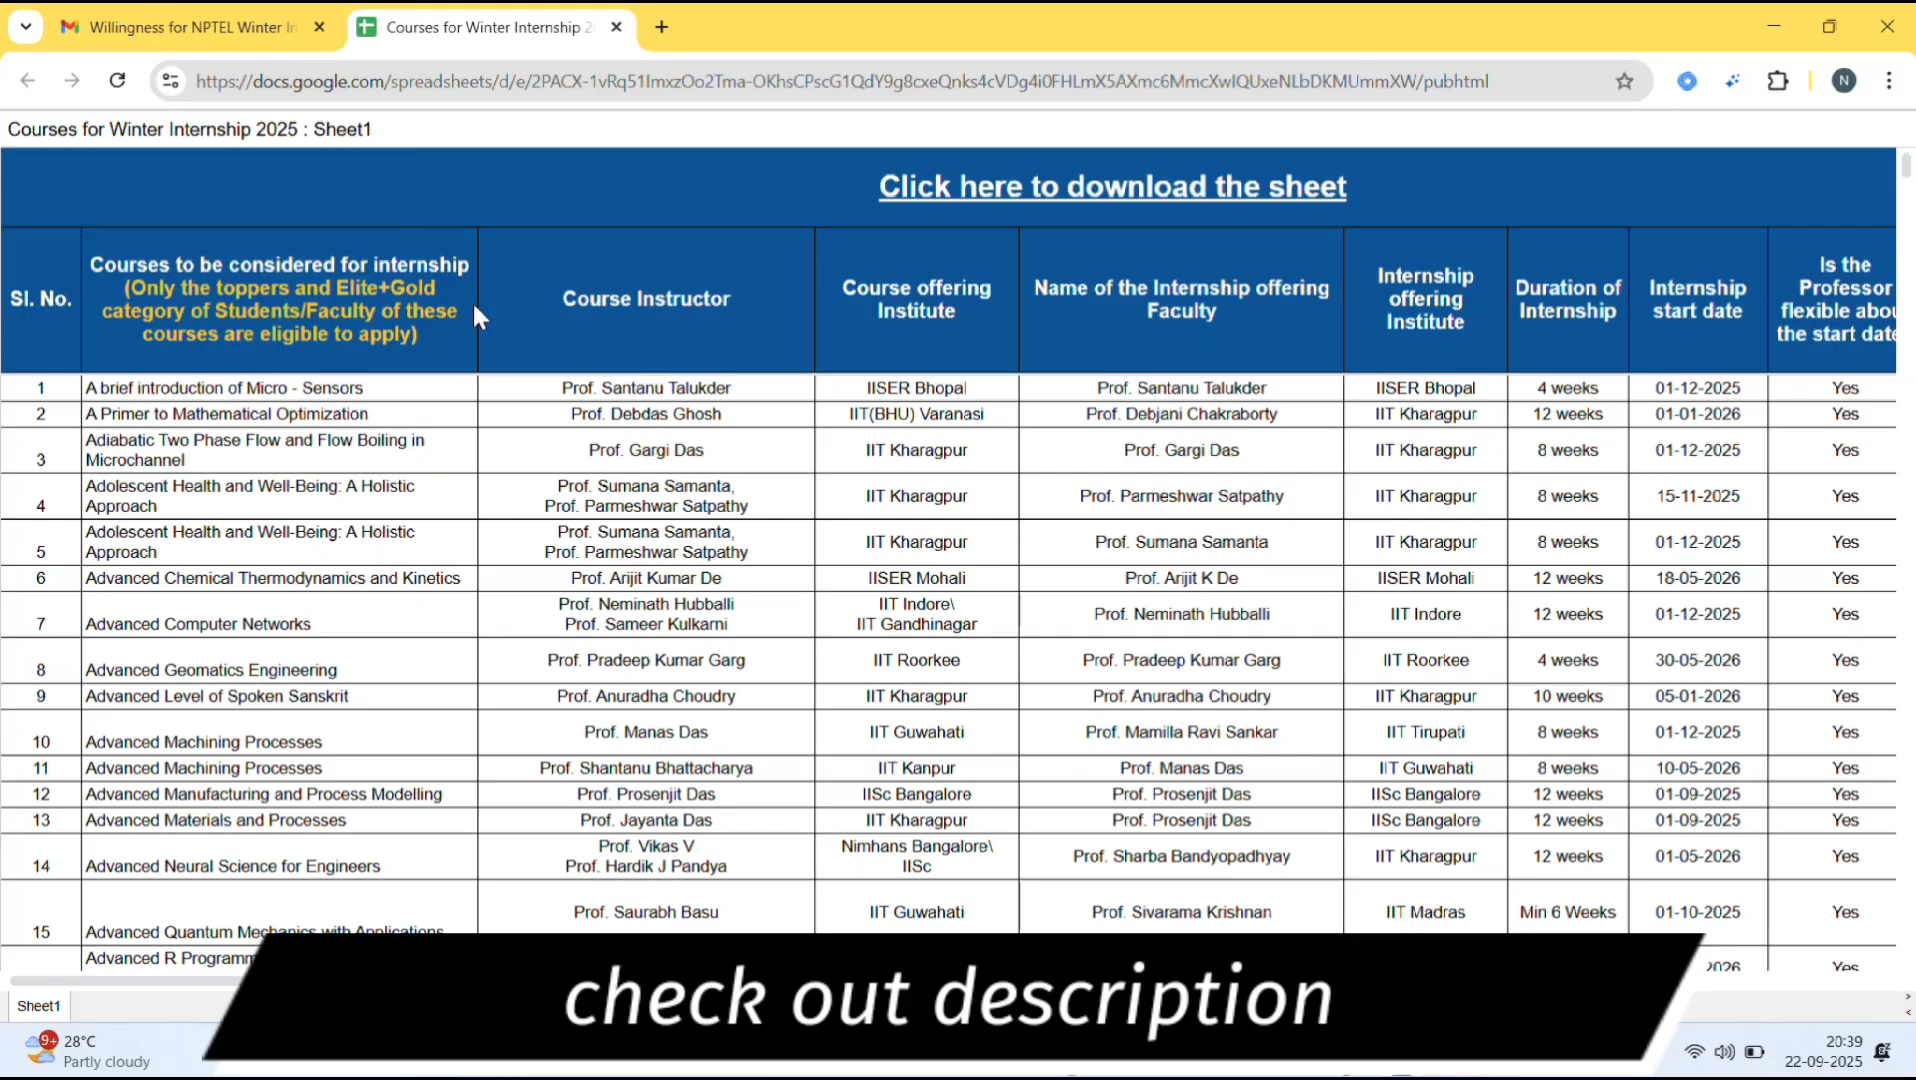 Willingness for NPTEL Winter In
Courses for Winter Internship 2
https://docs.google.com/spreadsheets/d/e/2PACX-1vRq51ImxzOo2Tma-OKhsCPscG1QdY9g8cxeQnks4cVDg4i0FHLmX5AXmc6MmcXwIQUxeNLbDKMUmmXW/pubhtml
N
Courses for Winter Internship 2025 : Sheet1
Click here to download the sheet
Sl. No.
Courses to be considered for internship
(Only the toppers and Elite+Gold
category of Students/Faculty of these
courses are eligible to apply)
Course Instructor
Course offering
Institute
Name of the Internship offering
Faculty
Internship
offering
Institute
Duration of
Internship
Internship
start date
Is the
Professor
flexible abou
the start date
1 A brief introduction of Micro - Sensors Prof. Santanu Talukder IISER Bhopal Prof. Santanu Talukder IISER Bhopal 4 weeks 01-12-2025 Yes
2 A Primer to Mathematical Optimization Prof. Debdas Ghosh IIT(BHU) Varanasi Prof. Debjani Chakraborty IIT Kharagpur 12 weeks 01-01-2026 Yes
Adiabatic Two Phase Flow and Flow Boiling in
3 Microchannel Prof. Gargi Das IIT Kharagpur Prof. Gargi Das IIT Kharagpur 8 weeks 01-12-2025 Yes
Adolescent Health and Well-Being: A Holistic Prof. Sumana Samanta,
4 Approach Prof. Parmeshwar Satpathy IIT Kharagpur Prof. Parmeshwar Satpathy IIT Kharagpur 8 weeks 15-11-2025 Yes
Adolescent Health and Well-Being: A Holistic Prof. Sumana Samanta,
5 Approach Prof. Parmeshwar Satpathy IIT Kharagpur Prof. Sumana Samanta IIT Kharagpur 8 weeks 01-12-2025 Yes
6 Advanced Chemical Thermodynamics and Kinetics Prof. Arijit Kumar De IISER Mohali Prof. Arijit K De IISER Mohali 12 weeks 18-05-2026 Yes
Prof. Neminath Hubballi IIT Indore\
7 Advanced Computer Networks Prof. Sameer Kulkarni IIT Gandhinagar Prof. Neminath Hubballi IIT Indore 12 weeks 01-12-2025 Yes
8 Advanced Geomatics Engineering Prof. Pradeep Kumar Garg IIT Roorkee Prof. Pradeep Kumar Garg IIT Roorkee 4 weeks 30-05-2026 Yes
9 Advanced Level of Spoken Sanskrit Prof. Anuradha Choudry IIT Kharagpur Prof. Anuradha Choudry IIT Kharagpur 10 weeks 05-01-2026 Yes
10 Advanced Machining Processes Prof. Manas Das IIT Guwahati Prof. Mamilla Ravi Sankar IIT Tirupati 8 weeks 01-12-2025 Yes
11 Advanced Machining Processes Prof. Shantanu Bhattacharya IIT Kanpur Prof. Manas Das IIT Guwahati 8 weeks 10-05-2026 Yes
12 Advanced Manufacturing and Process Modelling Prof. Prosenjit Das IISc Bangalore Prof. Prosenjit Das IISc Bangalore 12 weeks 01-09-2025 Yes
13 Advanced Materials and Processes Prof. Jayanta Das IIT Kharagpur Prof. Prosenjit Das IISc Bangalore 12 weeks 01-09-2025 Yes
Prof. Vikas V Nimhans Bangalore\
14 Advanced Neural Science for Engineers Prof. Hardik J Pandya IISc Prof. Sharba Bandyopadhyay IIT Kharagpur 12 weeks 01-05-2026 Yes
15 Advanced Quantum Mechanics with Applications Prof. Saurabh Basu IIT Guwahati Prof. Sivarama Krishnan IIT Madras Min 6 Weeks 01-10-2025 Yes
Advanced R Programm 2026 Yes
check out description
Sheet1
9+
28°C
Partly cloudy
20:39
22-09-2025